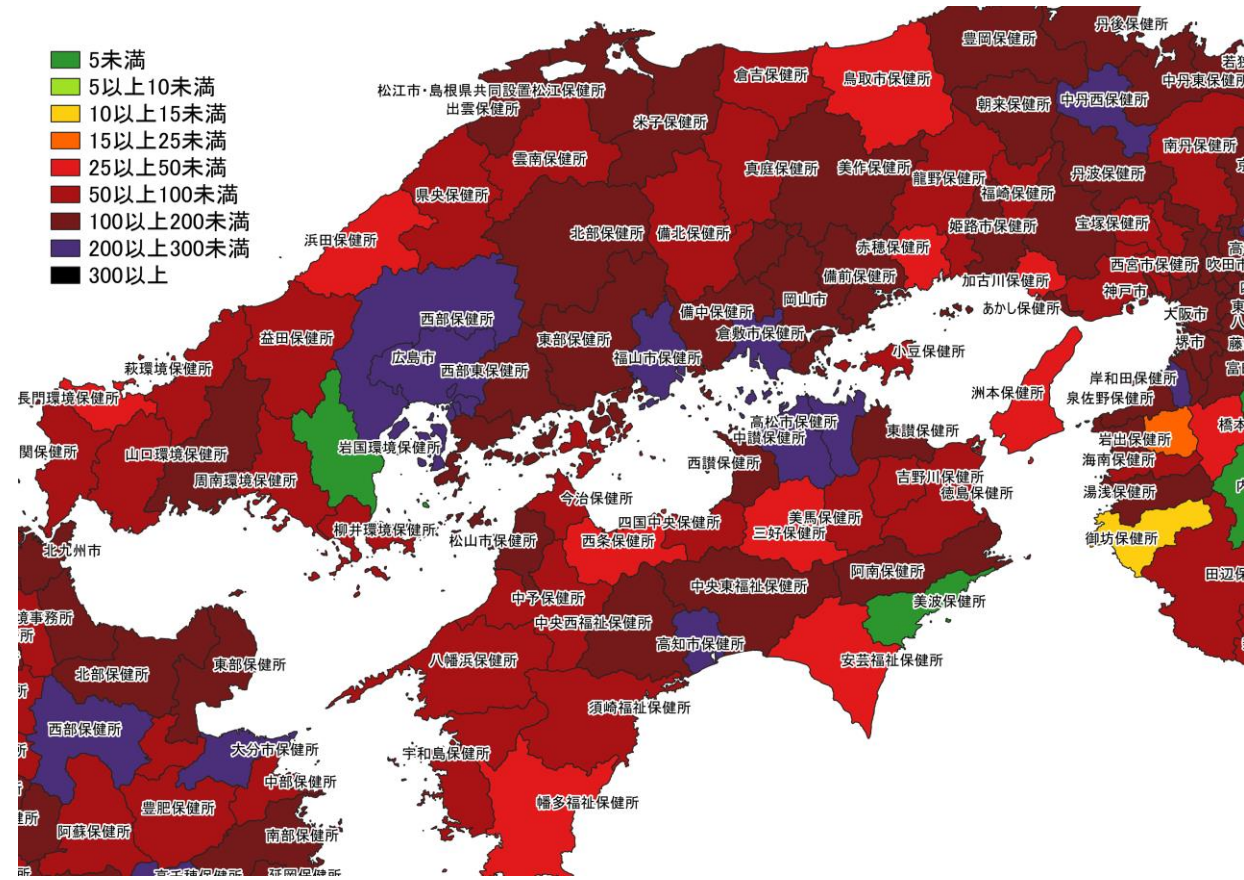 5未満
5以上10未満
10以上15未満
15以上25未満
25以上50未満
50以上100未満
100以上200未満
200以上300未満
300以上
丹後保健所
豊岡保健所
倉吉保健所
鳥取市保健所
中丹東保健所
松江市・島根県共同設置松江保健所
中丹西保健所
出雲保健所
朝来保健所
米子保健所
南丹保健所
雲南保健所
真庭保健所
美作保健所
龍野保健所
丹波保健所
県央保健所
福崎保健所
浜田保健所
北部保健所
備北保健所
姫路市保健所
宝塚保健所
赤穂保健所
西宮市保健所
吹田市
備前保健所
加古川保健所
神戸市
岡山市
あかし保健所
備中保健所
大阪市
西部保健所
倉敷市保健所
益田保健所
東部保健所
堺市
広島市
福山市保健所
小豆保健所
萩環境保健所
西部東保健所
岸和田保健所
長門環境保健所
洲本保健所
泉佐野保健所
高松市保健所
東讃保健所
中讃保健所
岩出保健所
橋本
関保健所
山口環境保健所
岩国環境保健所
西讃保健所
海南保健所
周南環境保健所
吉野川保健所
徳島保健所
湯浅保健所
今治保健所
四国中央保健所
美馬保健所
柳井環境保健所
三好保健所
松山市保健所
西条保健所
御坊保健所
北九州市
阿南保健所
田辺保
中央東福祉保健所
中予保健所
美波保健所
境事務所
中央西福祉保健所
高知市保健所
北部保健所
東部保健所
八幡浜保健所
安芸福祉保健所
須崎福祉保健所
西部保健所
大分市保健所
宇和島保健所
中部保健所
幡多福祉保健所
豊肥保健所
阿蘇保健所
南部保健所
高千穂保健所
延岡保健所